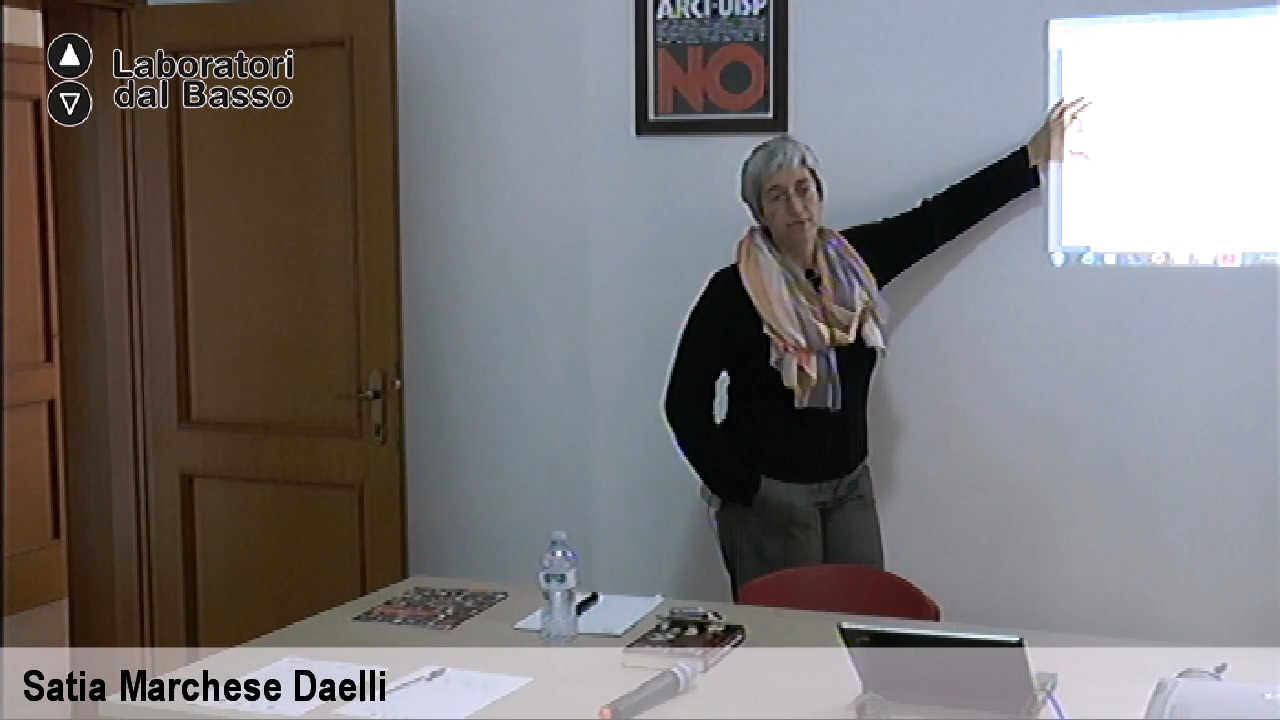 Laboratori
dal Basso
ARCI-UISP
NO
Satia Marchese Daelli